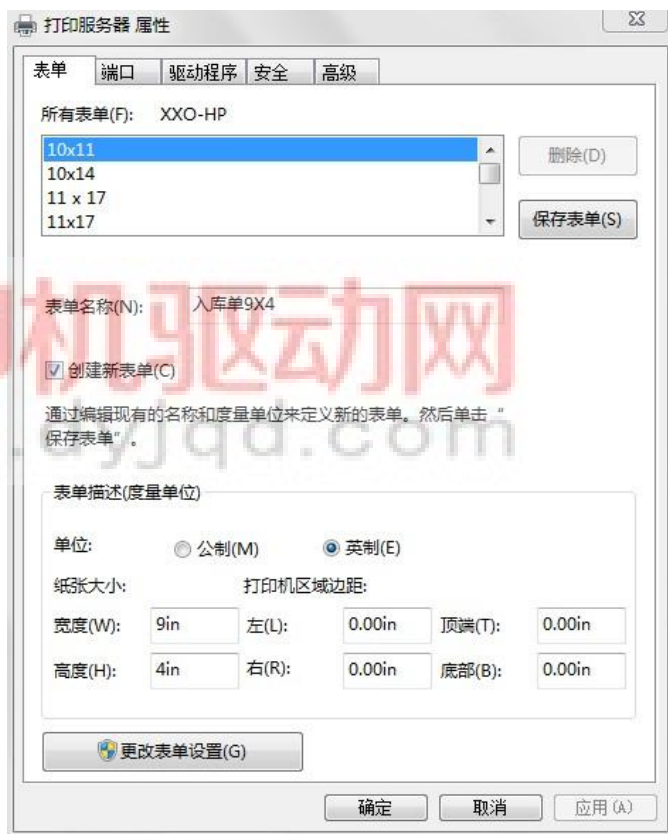 打印服务器 属性
表单 端口 驱动程序 安全 高级
所有表单(F): XXO-HP
10x11
删除(D)
10x14
11 x 17
11x17
保存表单(S)
机驱动网
表单名称(N): 入库单9X4
创建新表单(C)
通过编辑现有的名称和度量单位来定义新的表单。然后单击“
保存表单”。
.dyjqd.com
表单描述(度量单位)
单位: 公制(M) 英制(E)
纸张大小: 打印机区域边距:
宽度(W): 9in 左(L): 0.00in 顶端(T): 0.00in
高度(H): 4in 右(R): 0.00in 底部(B): 0.00in
更改表单设置(G)
确定 取消 应用(A)